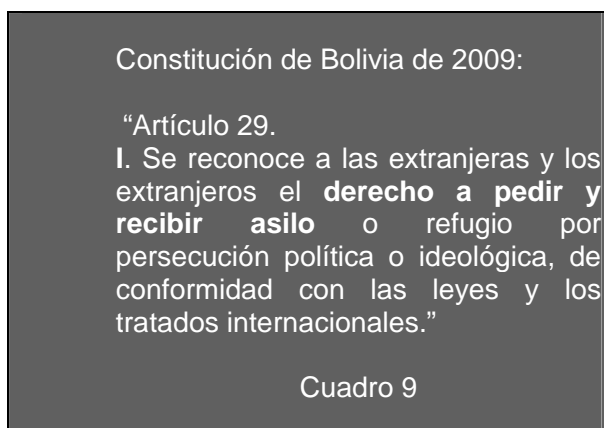 Constitución de Bolivia de 2009:
“Artículo 29.
I. Se reconoce a las extranjeras y los
extranjeros el derecho a pedir y
recibir asilo o refugio por
persecución política o ideológica, de
conformidad con las leyes y los
tratados internacionales.”
Cuadro 9